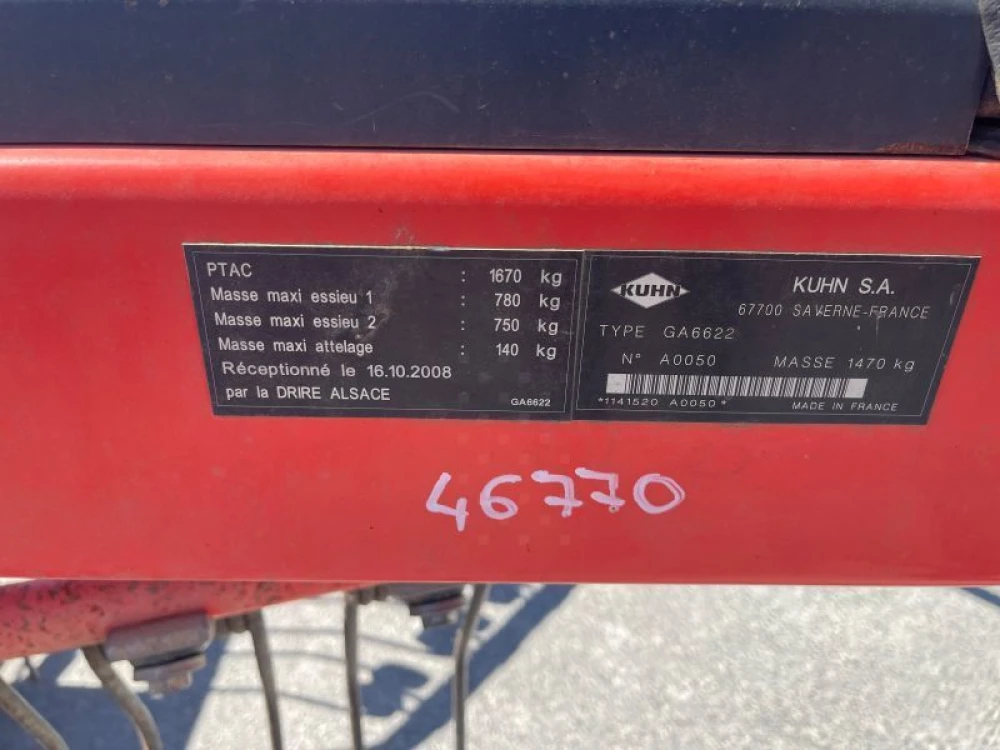 PTAC : 1670 kg
Masse maxi essieu 1 : 780 kg
Masse maxi essieu 2 : 750 kg
Masse maxi attelage : 140 kg
Réceptionné le 16.10.2008
par la DRIRE ALSACE
GA6622
KUHN
KUHN S.A.
67700 SAVERNE-FRANCE
TYPE GA6622
N° A0050 MASSE 1470 kg
*1141520 A0050*
MADE IN FRANCE
46770